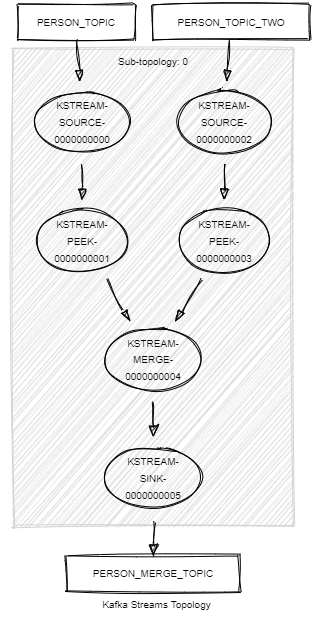 PERSON_TOPIC
PERSON_TOPIC_TWO
Sub-topology: 0
KSTREAM-
SOURCE-
0000000000
KSTREAM-
SOURCE-
0000000002
KSTREAM-
PEEK-
0000000001
KSTREAM-
PEEK-
0000000003
KSTREAM-
MERGE-
0000000004
KSTREAM-
SINK-
0000000005
PERSON_MERGE_TOPIC
Kafka Streams Topology